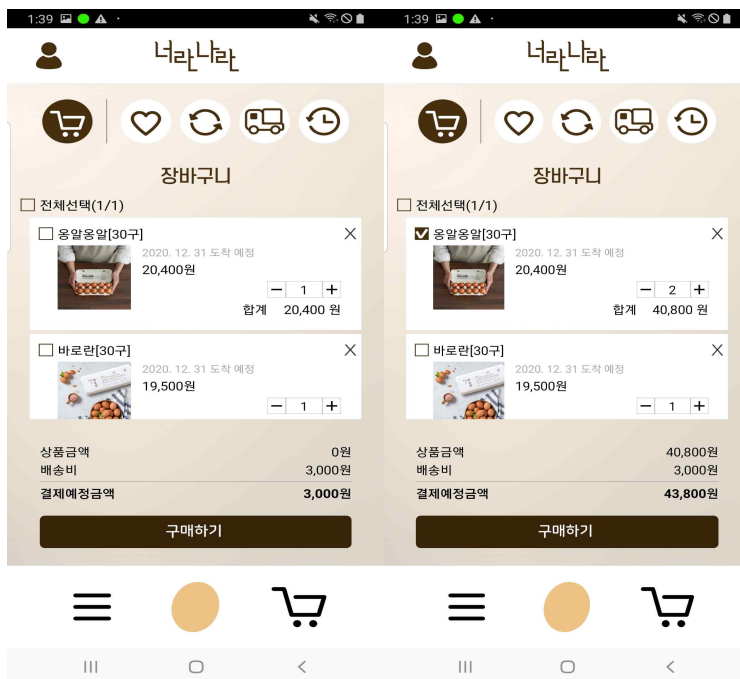 1:39
너랑나랑
장바구니
전체선택(1/1)
옹알옹알[30구]
2020. 12. 31 도착 예정
20,400원
1
합계 20,400 원
바로란[30구]
2020. 12. 31 도착 예정
19,500원
1
상품금액 0원
배송비 3,000원
결제예정금액 3,000원
구매하기
1:39
너랑나랑
장바구니
전체선택(1/1)
옹알옹알[30구]
2020. 12. 31 도착 예정
20,400원
2
합계 40,800 원
바로란[30구]
2020. 12. 31 도착 예정
19,500원
1
상품금액 40,800원
배송비 3,000원
결제예정금액 43,800원
구매하기